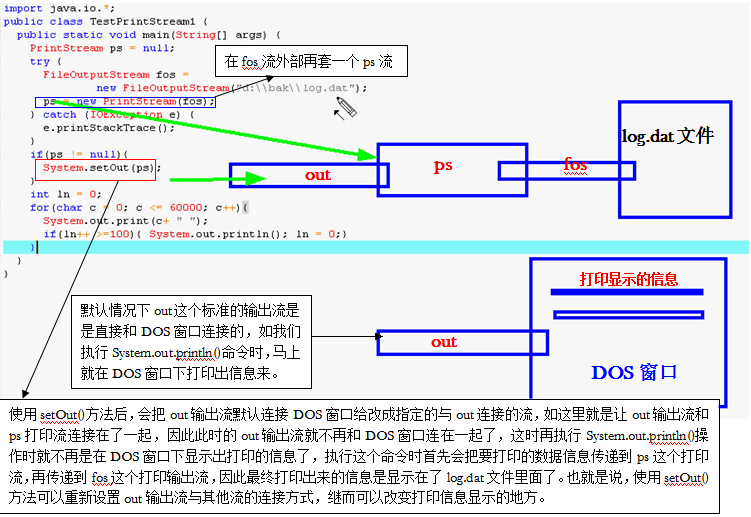 import java.io.*;
public class TestPrintStream1 {
public static void main(String[] args) {
PrintStream ps = null;
try {
FileOutputStream fos =
new FileOutputStream("d:\\bak\\log.dat");
ps = new PrintStream(fos);
} catch (IOException e) {
e.printStackTrace();
}
if(ps != null){
System.setOut(ps);
}
int ln = 0;
for(char c = 0; c <= 60000; c++){
System.out.print(c+ " ");
if(ln++ >=100){ System.out.println(); ln = 0;}
}
}
}
在 fos 流外部再套一个 ps 流
out
ps
fos
log.dat 文件
打印显示的信息
out
DOS 窗口
默认情况下 out 这个标准的输出流是
是直接和 DOS 窗口连接的，如我们
执行 System.out.println()命令时，马上
就在 DOS 窗口下打印出信息来。
使用 setOut()方法后，会把 out 输出流默认连接 DOS 窗口给改成指定的与 out 连接的流，如这里就是让 out 输出流和
ps 打印流连接在了一起，因此此时的 out 输出流就不再和 DOS 窗口连在一起了，这时再执行 System.out.println()操
作时就不再是在 DOS 窗口下显示出打印的信息了，执行这个命令时首先会把要打印的数据信息传递到 ps 这个打印
流，再传递到 fos 这个打印输出流，因此最终打印出来的信息是显示在了 log.dat 文件里面了。也就是说，使用 setOut()
方法可以重新设置 out 输出流与其他流的连接方式，继而可以改变打印信息显示的地方。